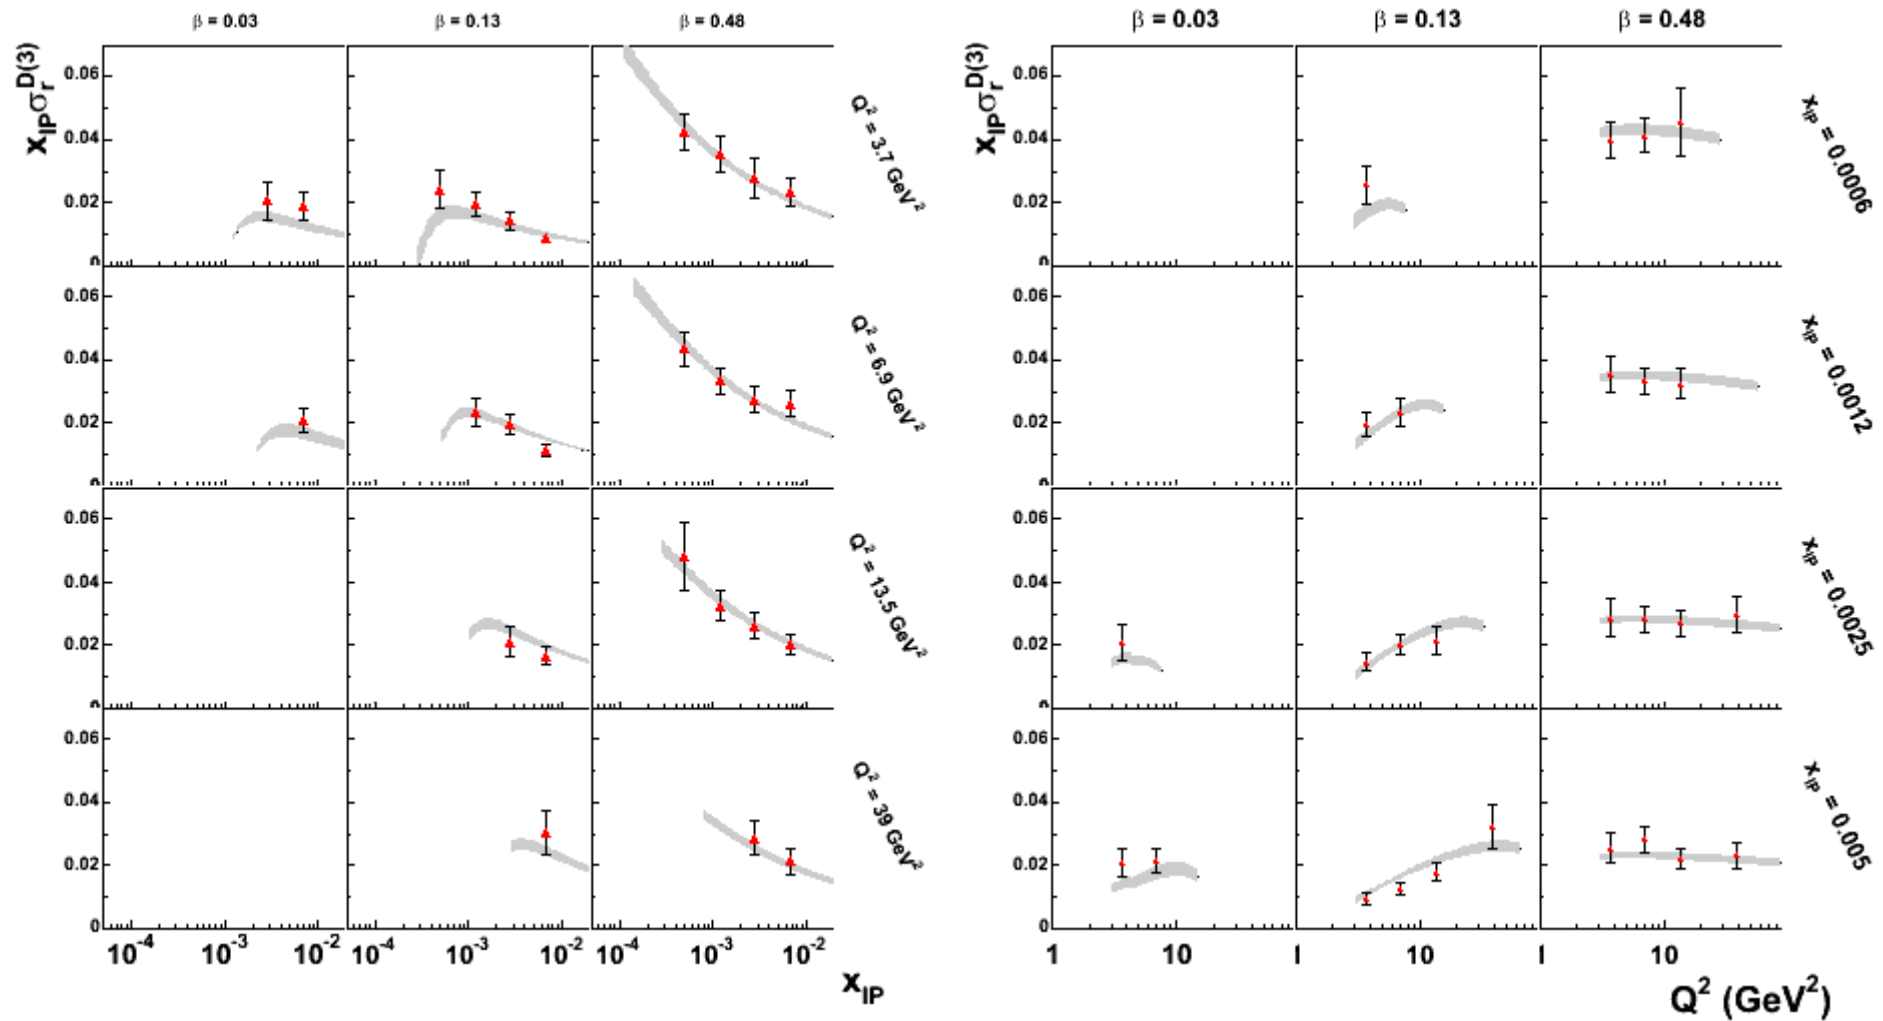 β = 0.03 β = 0.13 β = 0.48
x_IP σ_r^D(3)
0.06
0.04
0.02
0
Q² = 3.7 GeV²
0.06
0.04
0.02
0
Q² = 6.9 GeV²
0.06
0.04
0.02
0
Q² = 13.5 GeV²
0.06
0.04
0.02
0
Q² = 39 GeV²
10⁻⁴ 10⁻³ 10⁻² 10⁻⁴ 10⁻³ 10⁻² 10⁻⁴ 10⁻³ 10⁻²
x_IP
β = 0.03 β = 0.13 β = 0.48
x_IP σ_r^D(3)
0.06
0.04
0.02
0
x_IP = 0.0006
0.06
0.04
0.02
0
x_IP = 0.0012
0.06
0.04
0.02
0
x_IP = 0.0025
0.06
0.04
0.02
0
x_IP = 0.005
1 10 1 10 1 10
Q² (GeV²)